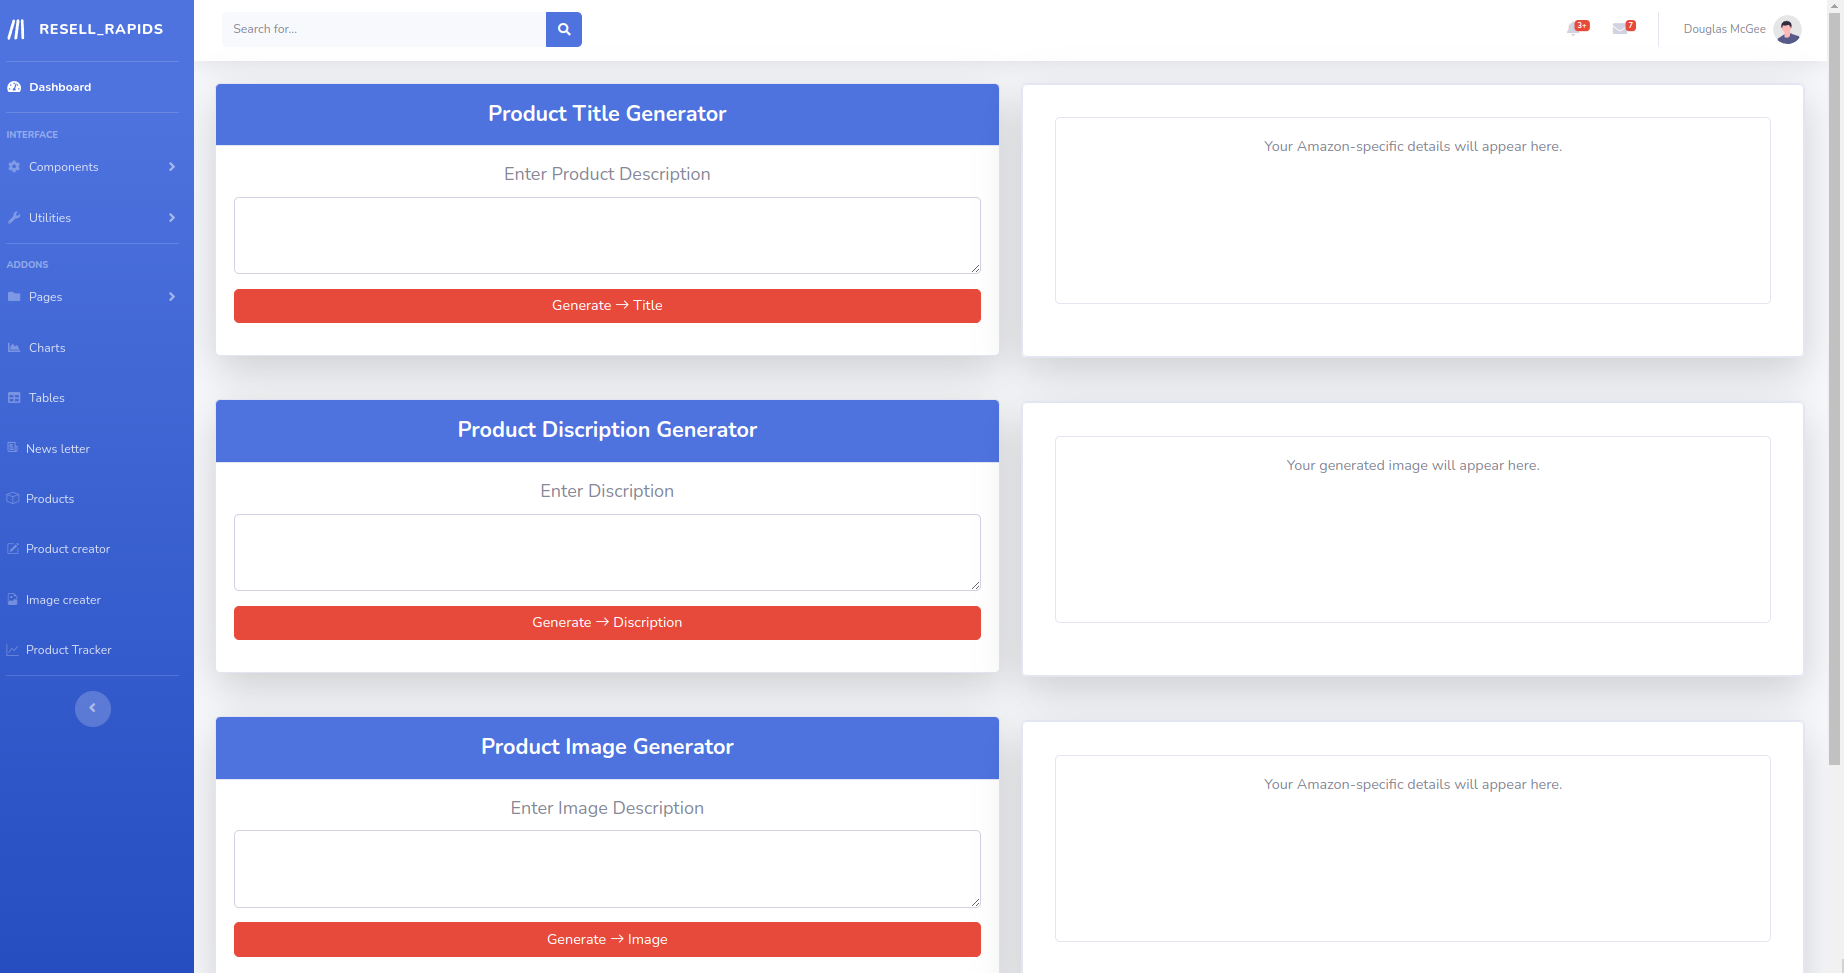 RESELL_RAPIDS
Dashboard
INTERFACE
Components
Utilities
ADDONS
Pages
Charts
Tables
News letter
Products
Product creator
Image creater
Product Tracker
Search for...
3+
7
Douglas McGee
Product Title Generator
Enter Product Description
Generate → Title
Your Amazon-specific details will appear here.
Product Discription Generator
Enter Discription
Generate → Discription
Your generated image will appear here.
Product Image Generator
Enter Image Description
Generate → Image
Your Amazon-specific details will appear here.